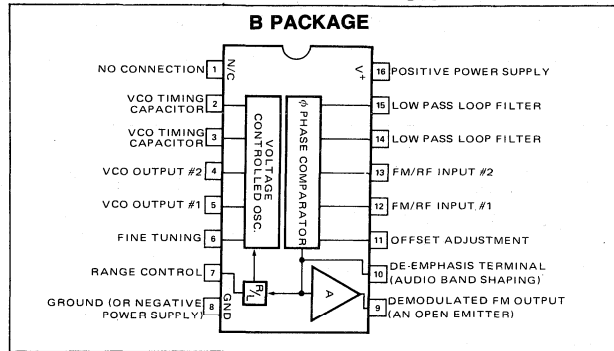 B PACKAGE
NO CONNECTION 1 N/C
VCO TIMING
CAPACITOR 2
VCO TIMING
CAPACITOR 3
VCO OUTPUT #2 4
VCO OUTPUT #1 5
FINE TUNING 6
RANGE CONTROL 7
GROUND (OR NEGATIVE
POWER SUPPLY) 8 GND
VOLTAGE
CONTROLLED OSC.
ϕ PHASE COMPARATOR
R/L
A
V+ 16 POSITIVE POWER SUPPLY
15 LOW PASS LOOP FILTER
14 LOW PASS LOOP FILTER
13 FM/RF INPUT #2
12 FM/RF INPUT #1
11 OFFSET ADJUSTMENT
10 DE-EMPHASIS TERMINAL
(AUDIO BAND SHAPING)
9 DEMODULATED FM OUTPUT
(AN OPEN EMITTER)